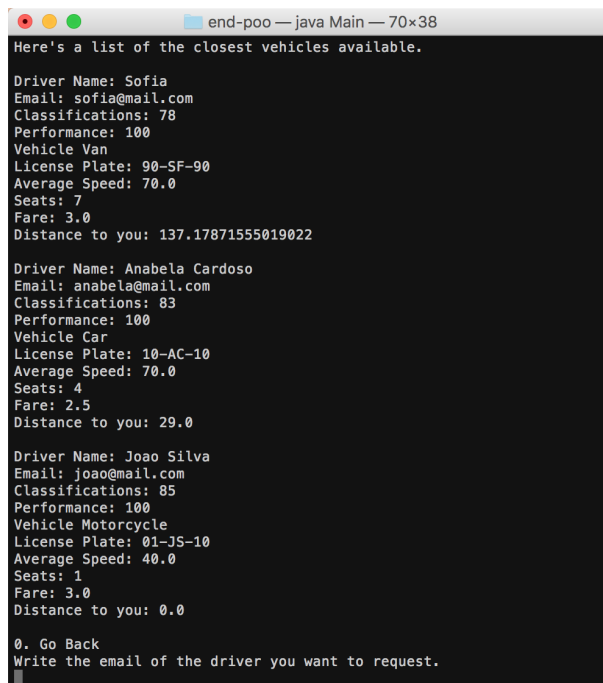 end-poo — java Main — 70×38
Here's a list of the closest vehicles available.
Driver Name: Sofia
Email: sofia@mail.com
Classifications: 78
Performance: 100
Vehicle Van
License Plate: 90-SF-90
Average Speed: 70.0
Seats: 7
Fare: 3.0
Distance to you: 137.17871555019022
Driver Name: Anabela Cardoso
Email: anabela@mail.com
Classifications: 83
Performance: 100
Vehicle Car
License Plate: 10-AC-10
Average Speed: 70.0
Seats: 4
Fare: 2.5
Distance to you: 29.0
Driver Name: Joao Silva
Email: joao@mail.com
Classifications: 85
Performance: 100
Vehicle Motorcycle
License Plate: 01-JS-10
Average Speed: 40.0
Seats: 1
Fare: 3.0
Distance to you: 0.0
0. Go Back
Write the email of the driver you want to request.